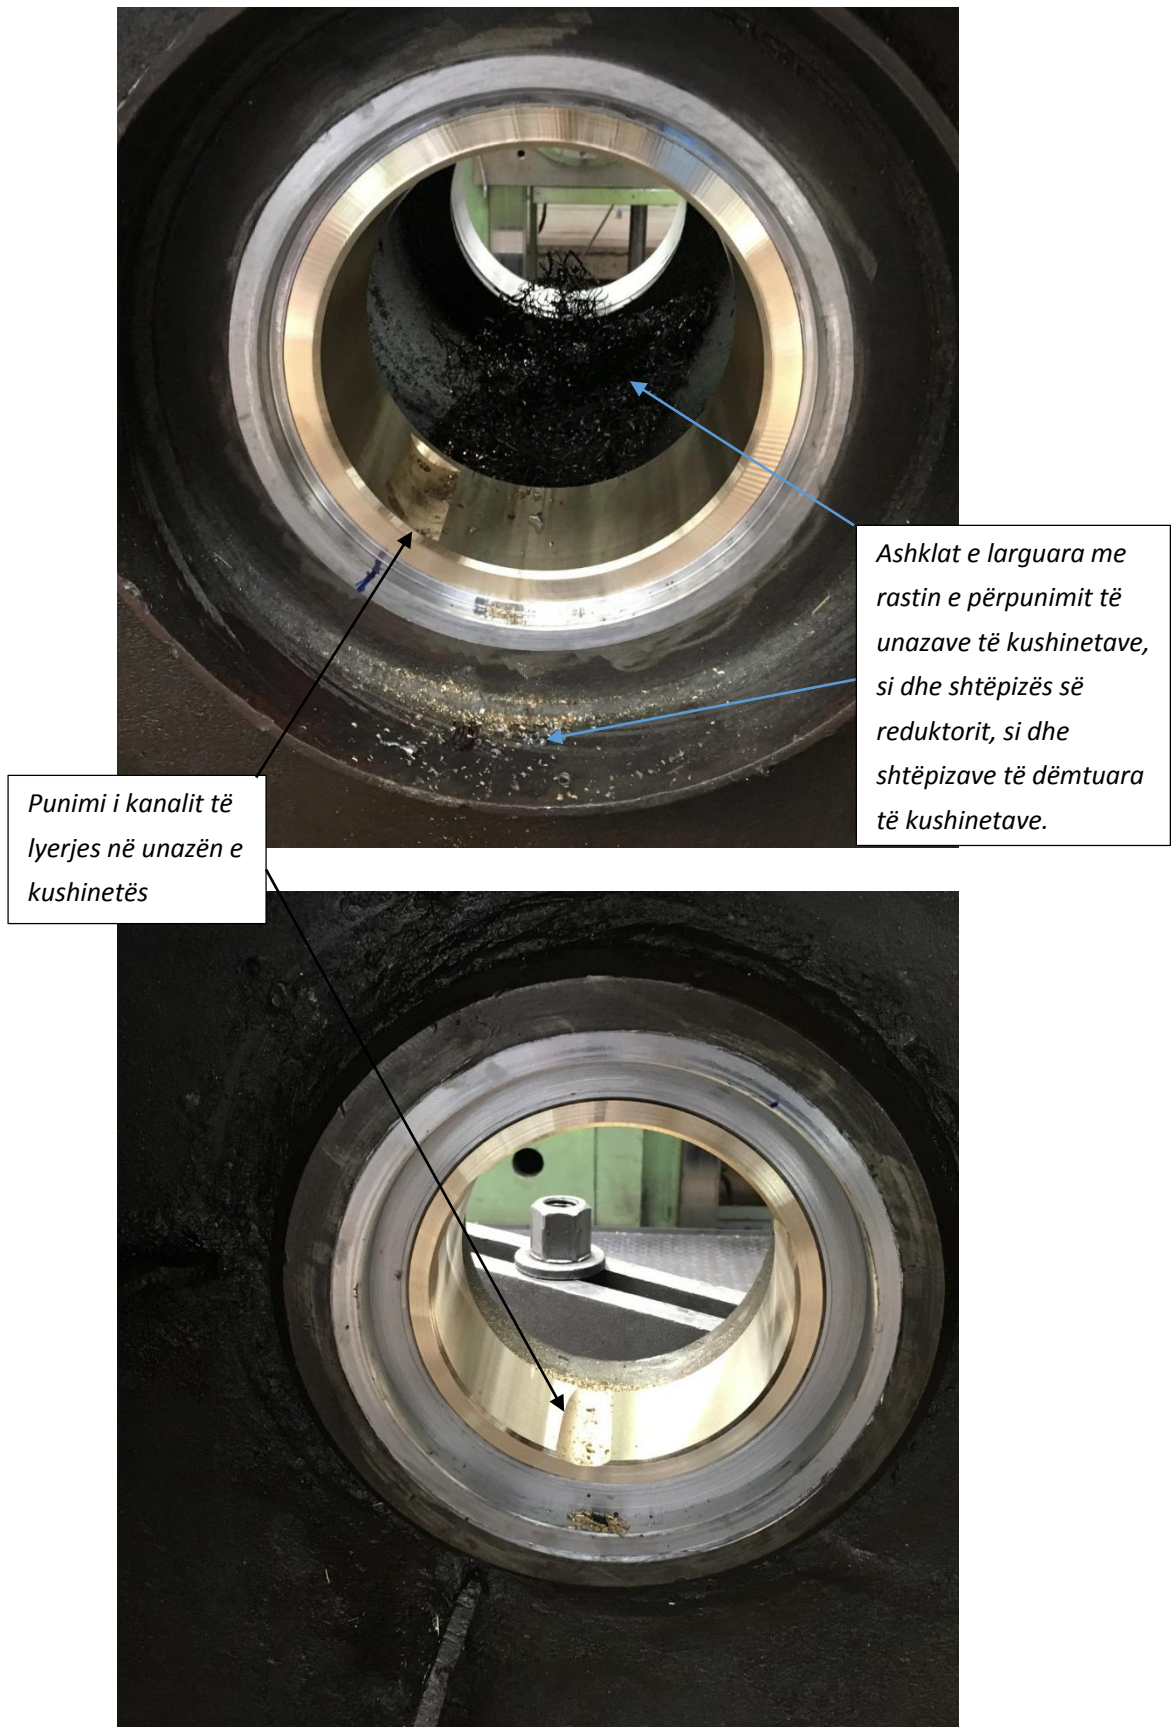 Ashklat e larguara me
rastin e përpunimit të
unazave të kushinetave,
si dhe shtëpizës së
reduktorit, si dhe
shtëpizave të dëmtuara
të kushinetave.
Punimi i kanalit të
lyerjes në unazën e
kushinetës